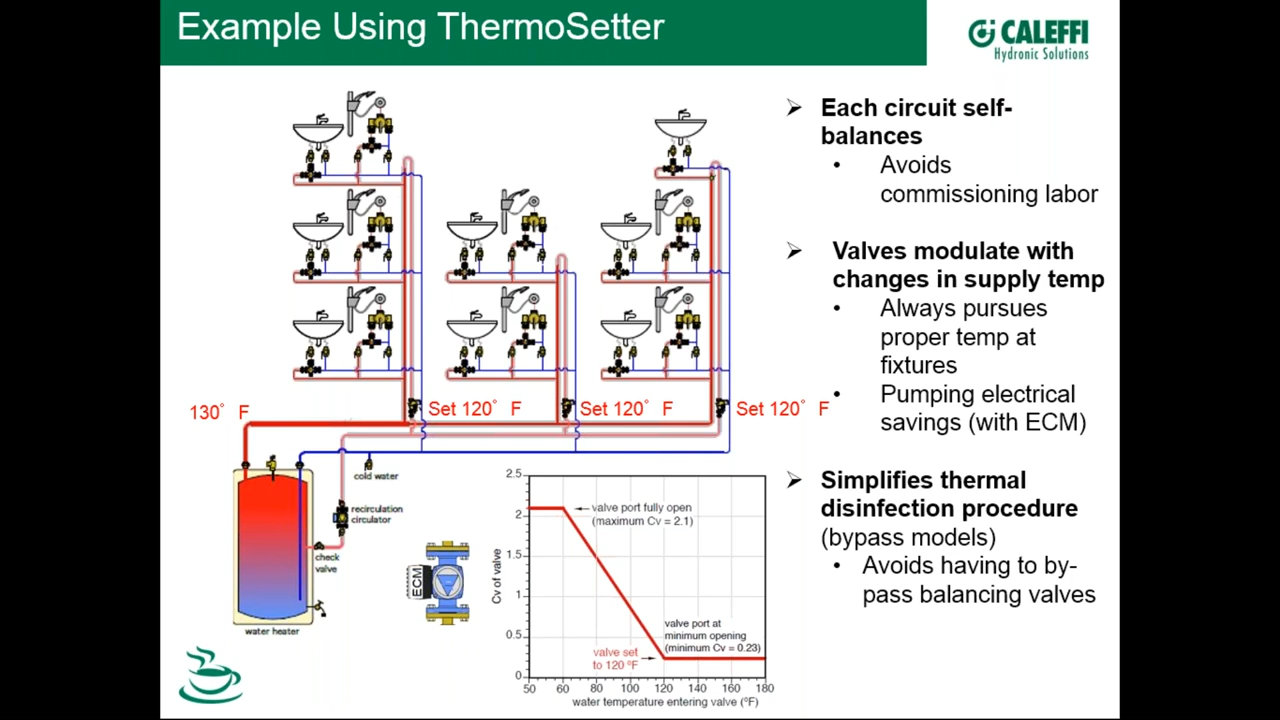 Example Using ThermoSetter
CALEFFI
Hydronic Solutions
➢ Each circuit self-
balances
• Avoids
commissioning labor
➢ Valves modulate with
changes in supply temp
• Always pursues
proper temp at
fixtures
• Pumping electrical
savings (with ECM)
➢ Simplifies thermal
disinfection procedure
(bypass models)
• Avoids having to by-
pass balancing valves
130° F
Set 120° F
Set 120° F
Set 120° F
cold water
recirculation
circulator
check
valve
water heater
ECM
Cv of valve
2.5
2
1.5
1
0.5
0
valve port fully open
(maximum Cv = 2.1)
valve port at
minimum opening
(minimum Cv = 0.23)
valve set
to 120 ºF
50 60 80 100 120 140 160 180
water temperature entering valve (ºF)